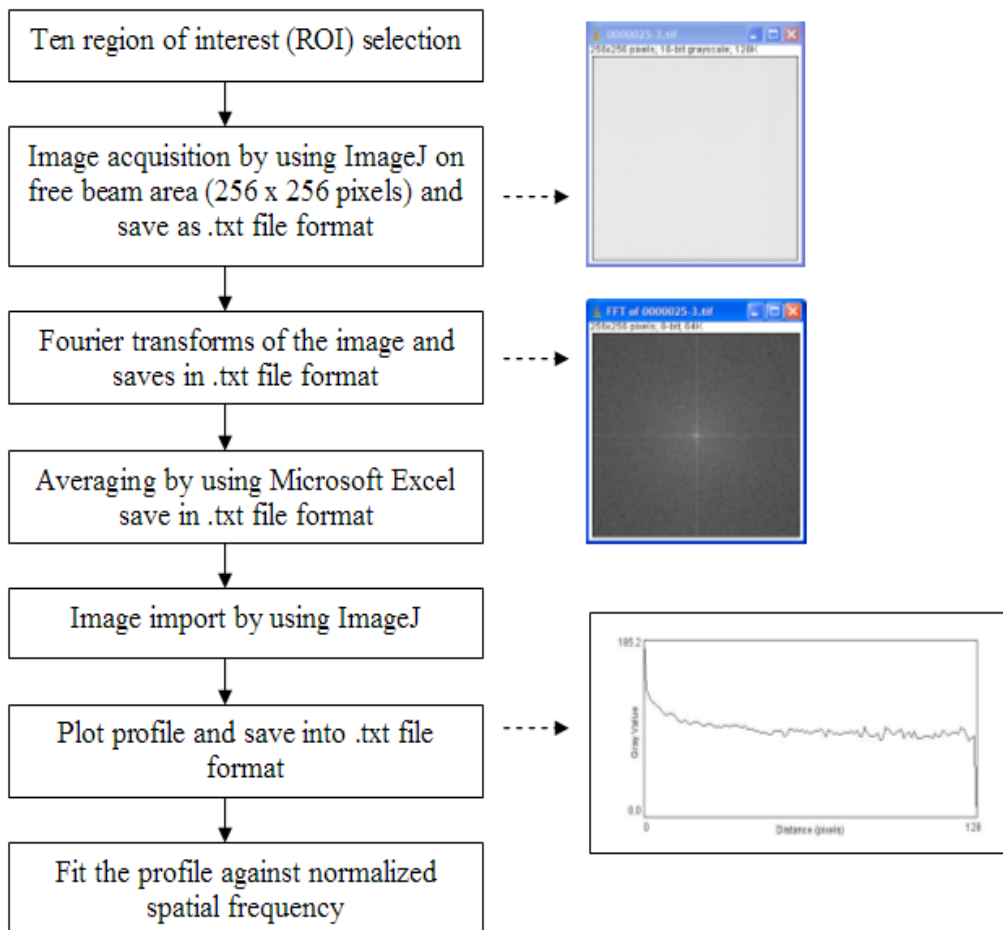 Ten region of interest (ROI) selection
Image acquisition by using ImageJ on
free beam area (256 x 256 pixels) and
save as .txt file format
0000025-3.tif
256x256 pixels; 16-bit grayscale; 128K
Fourier transforms of the image and
saves in .txt file format
FFT of 0000025-3.tif
256x256 pixels; 8-bit; 64K
Averaging by using Microsoft Excel
save in .txt file format
Image import by using ImageJ
Plot profile and save into .txt file
format
185.2
Gray Value
0.0
0
128
Distance (pixels)
Fit the profile against normalized
spatial frequency